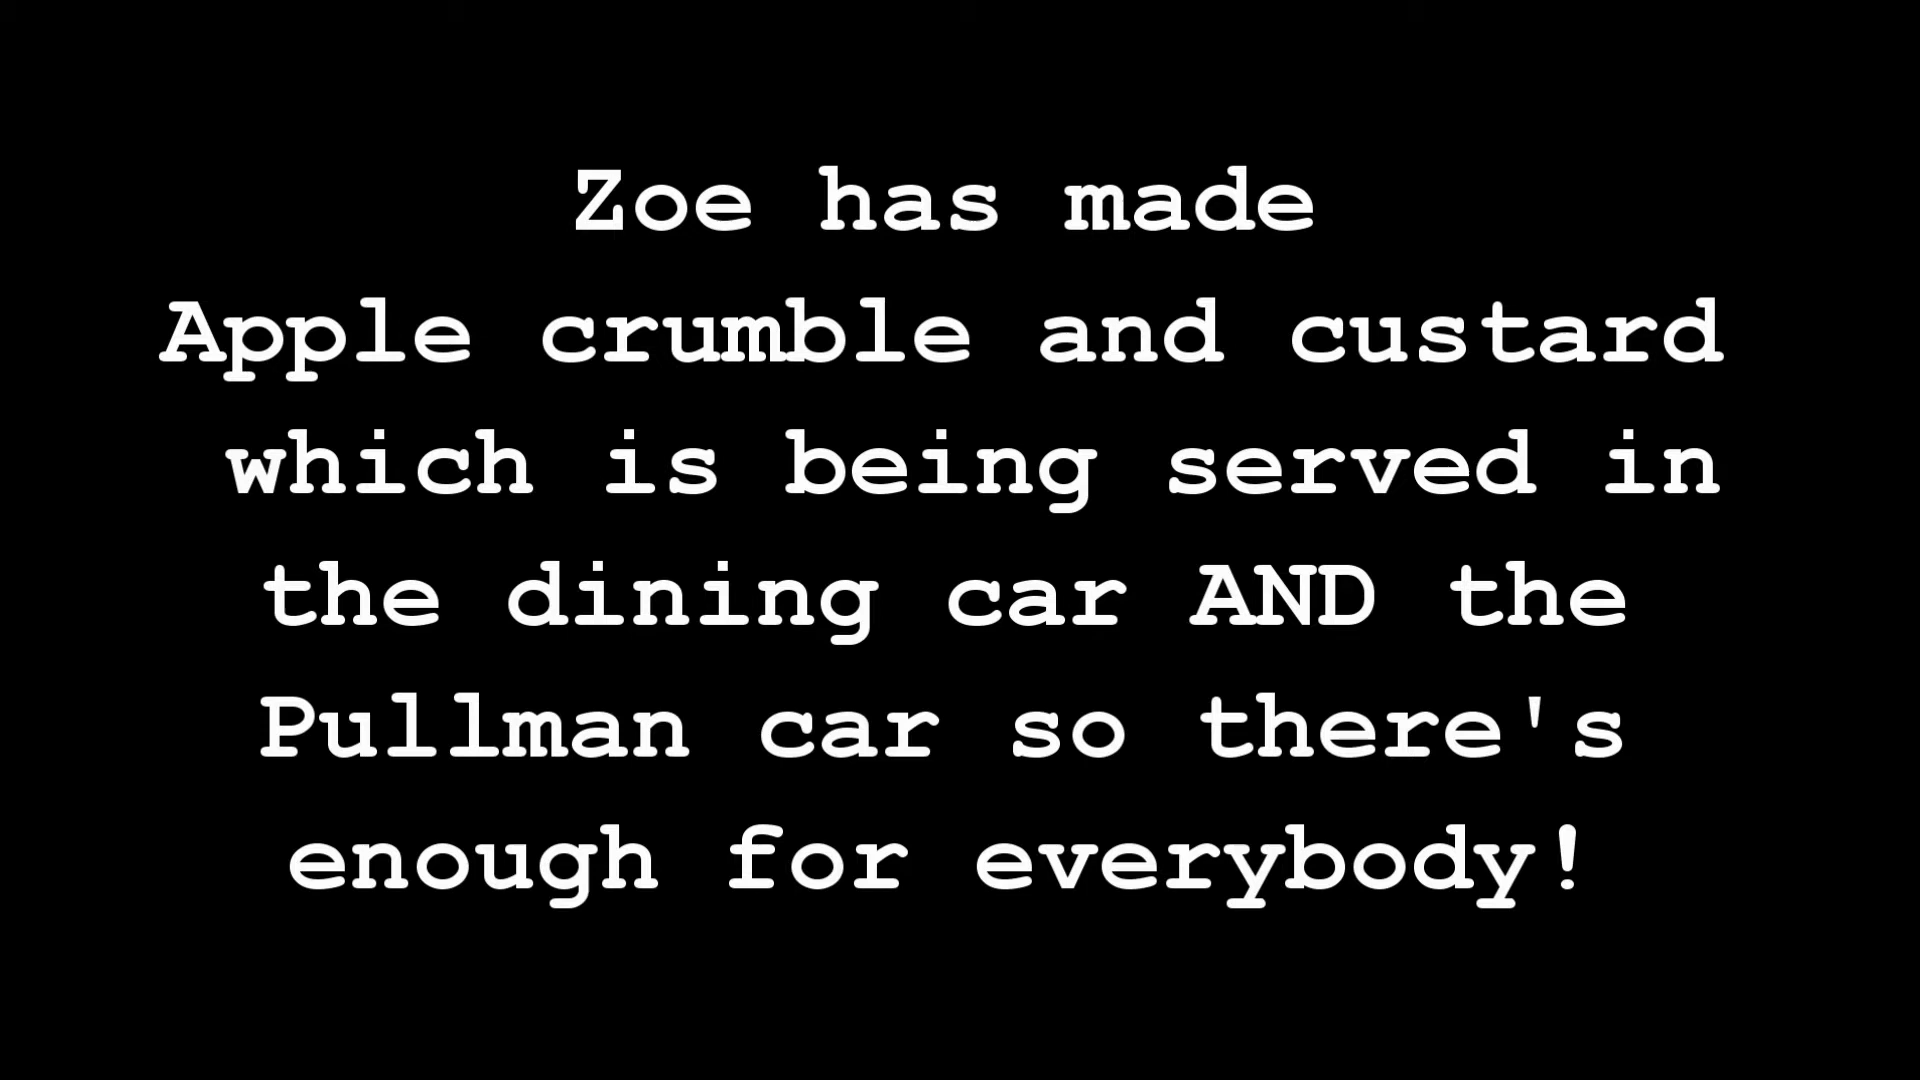 Zoe has made
Apple crumble and custard
which is being served in
the dining car AND the
Pullman car so there's
enough for everybody!